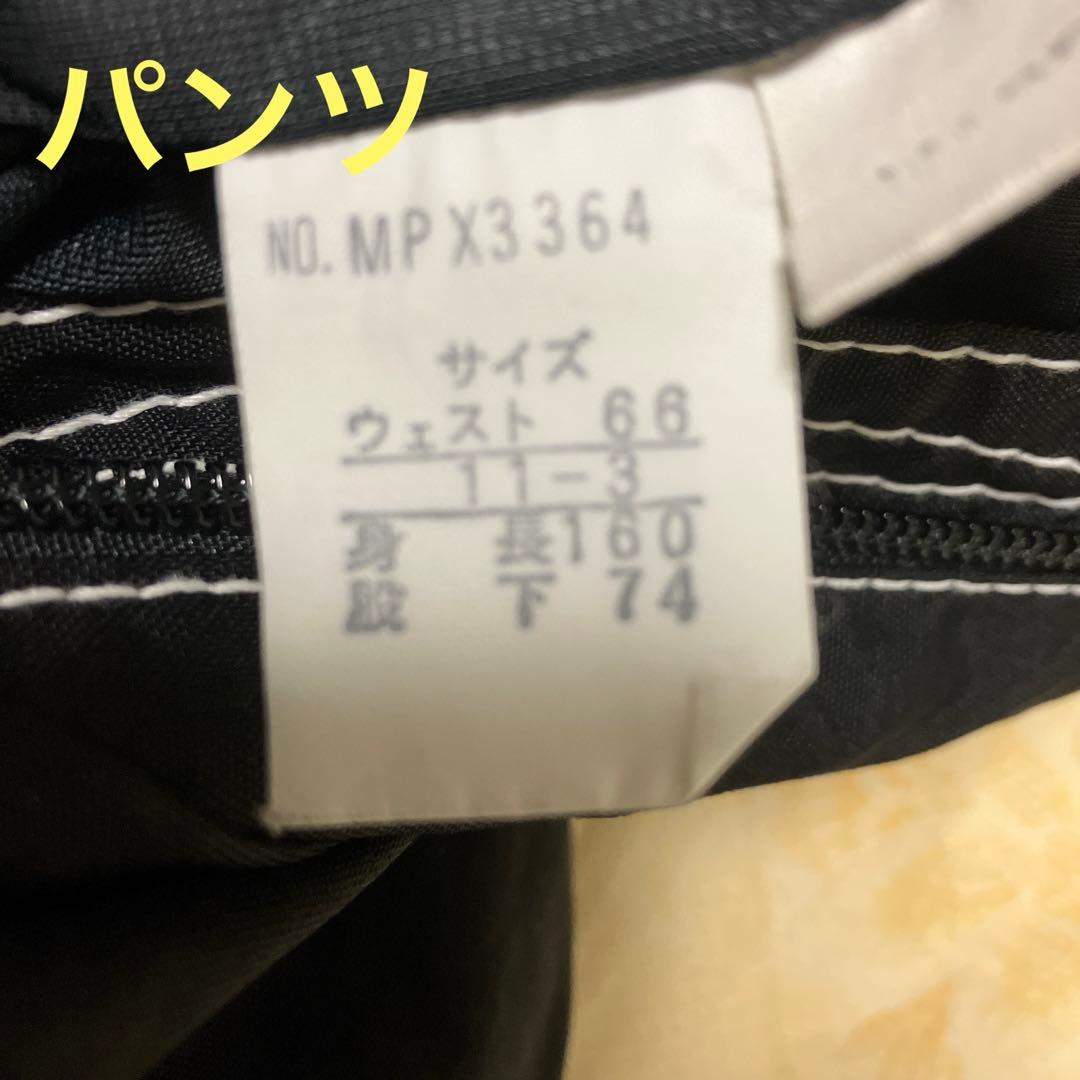 パンツ
NO. MPX3364
サイズ
ウェスト 66
11-3
身 長160
股 下 74